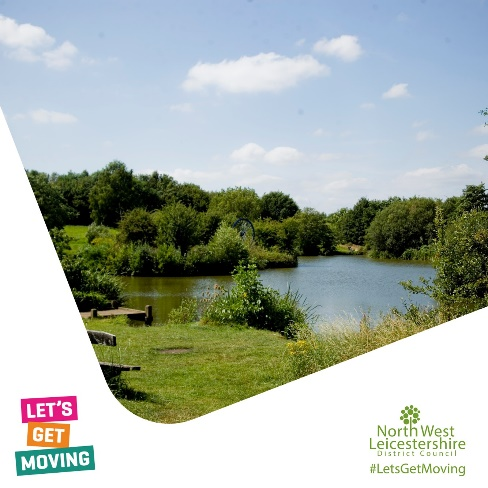 LET'S
GET
MOVING
North West
Leicestershire
District Council
#LetsGetMoving